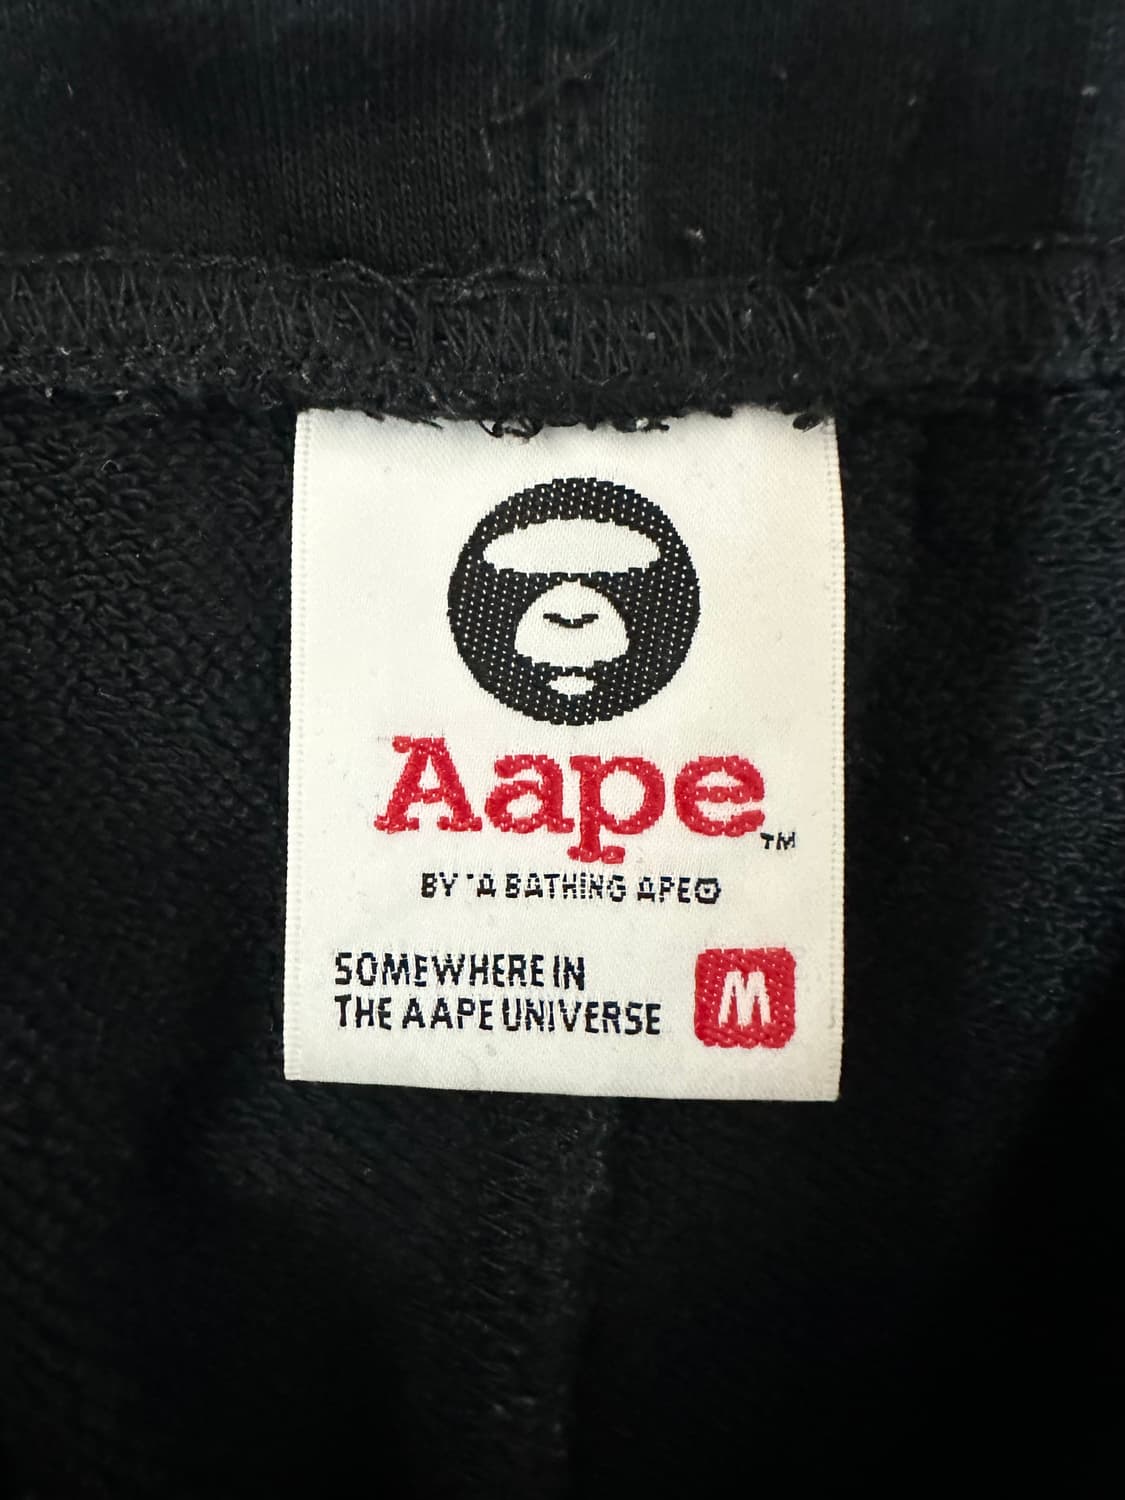 Aape™
BY *A BATHING APE®
SOMEWHERE IN
THE AAPE UNIVERSE
M